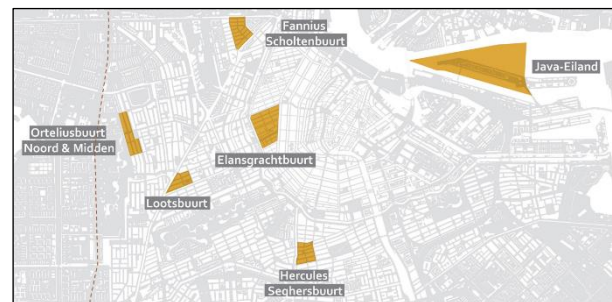 Fannius
Scholtenbuurt
Java-Eiland
Orteliusbuurt
Noord & Midden
Elansgrachtbuurt
Lootsbuurt
Hercules
Seghersbuurt